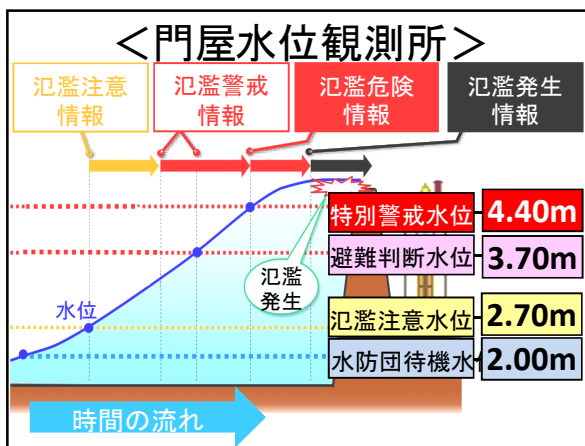 ＜門屋水位観測所＞
氾濫注意
情報
氾濫警戒
情報
氾濫危険
情報
氾濫発生
情報
特別警戒水位
4.40m
避難判断水位
3.70m
氾濫
発生
水位
氾濫注意水位
2.70m
水防団待機水
2.00m
時間の流れ